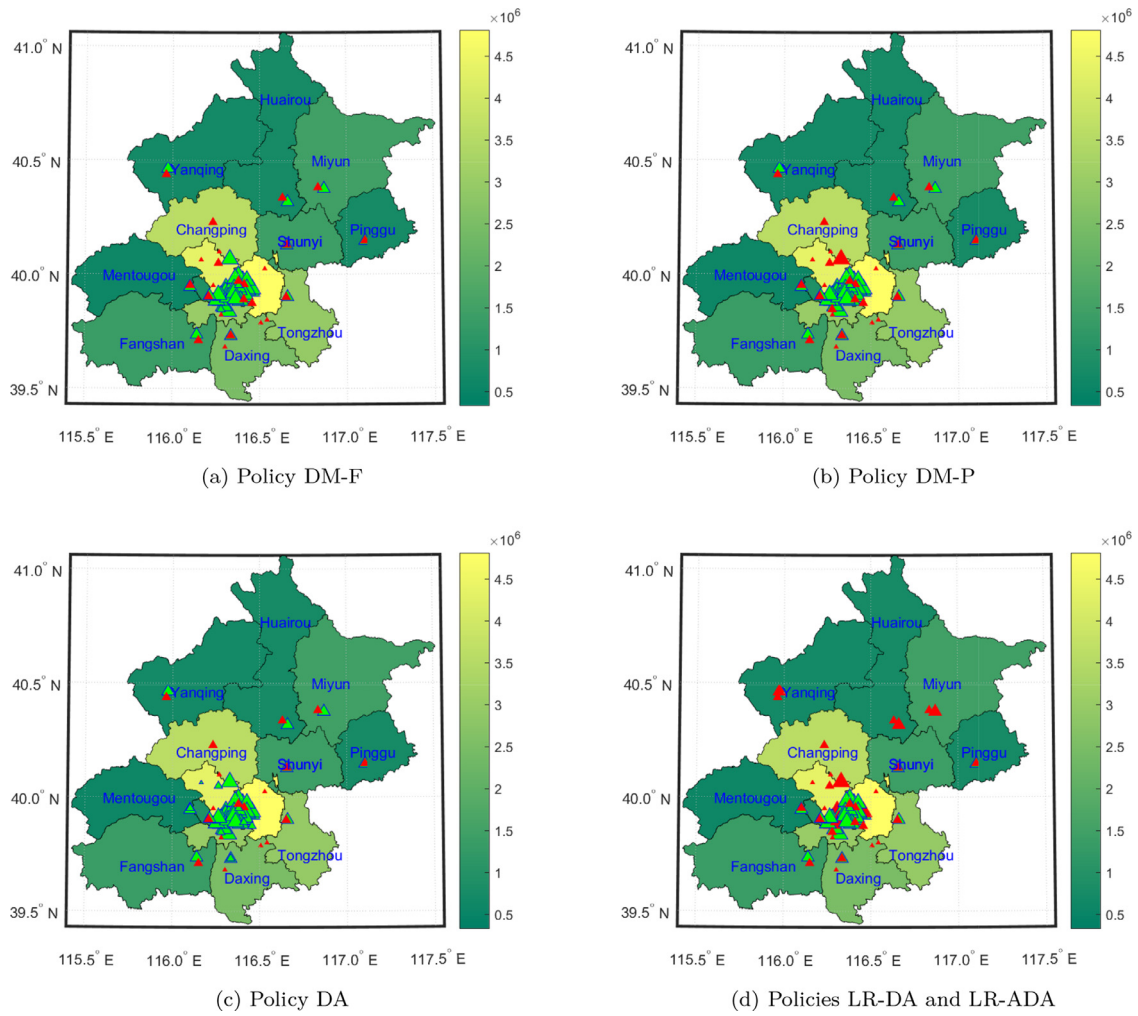 ×10⁶
41.0° N
40.5° N
40.0° N
39.5° N
115.5° E 116.0° E 116.5° E 117.0° E 117.5° E
Huairou
Yanqing
Miyun
Changping
Shunyi
Pinggu
Mentougou
Fangshan
Daxing
Tongzhou
4.5
4
3.5
3
2.5
2
1.5
1
0.5
(a) Policy DM-F
×10⁶
41.0° N
40.5° N
40.0° N
39.5° N
115.5° E 116.0° E 116.5° E 117.0° E 117.5° E
Huairou
Yanqing
Miyun
Changping
Shunyi
Pinggu
Mentougou
Fangshan
Daxing
Tongzhou
4.5
4
3.5
3
2.5
2
1.5
1
0.5
(b) Policy DM-P
×10⁶
41.0° N
40.5° N
40.0° N
39.5° N
115.5° E 116.0° E 116.5° E 117.0° E 117.5° E
Huairou
Yanqing
Miyun
Changping
Shunyi
Pinggu
Mentougou
Fangshan
Daxing
Tongzhou
4.5
4
3.5
3
2.5
2
1.5
1
0.5
(c) Policy DA
×10⁶
41.0° N
40.5° N
40.0° N
39.5° N
115.5° E 116.0° E 116.5° E 117.0° E 117.5° E
Huairou
Yanqing
Miyun
Changping
Shunyi
Pinggu
Mentougou
Fangshan
Daxing
Tongzhou
4.5
4
3.5
3
2.5
2
1.5
1
0.5
(d) Policies LR-DA and LR-ADA